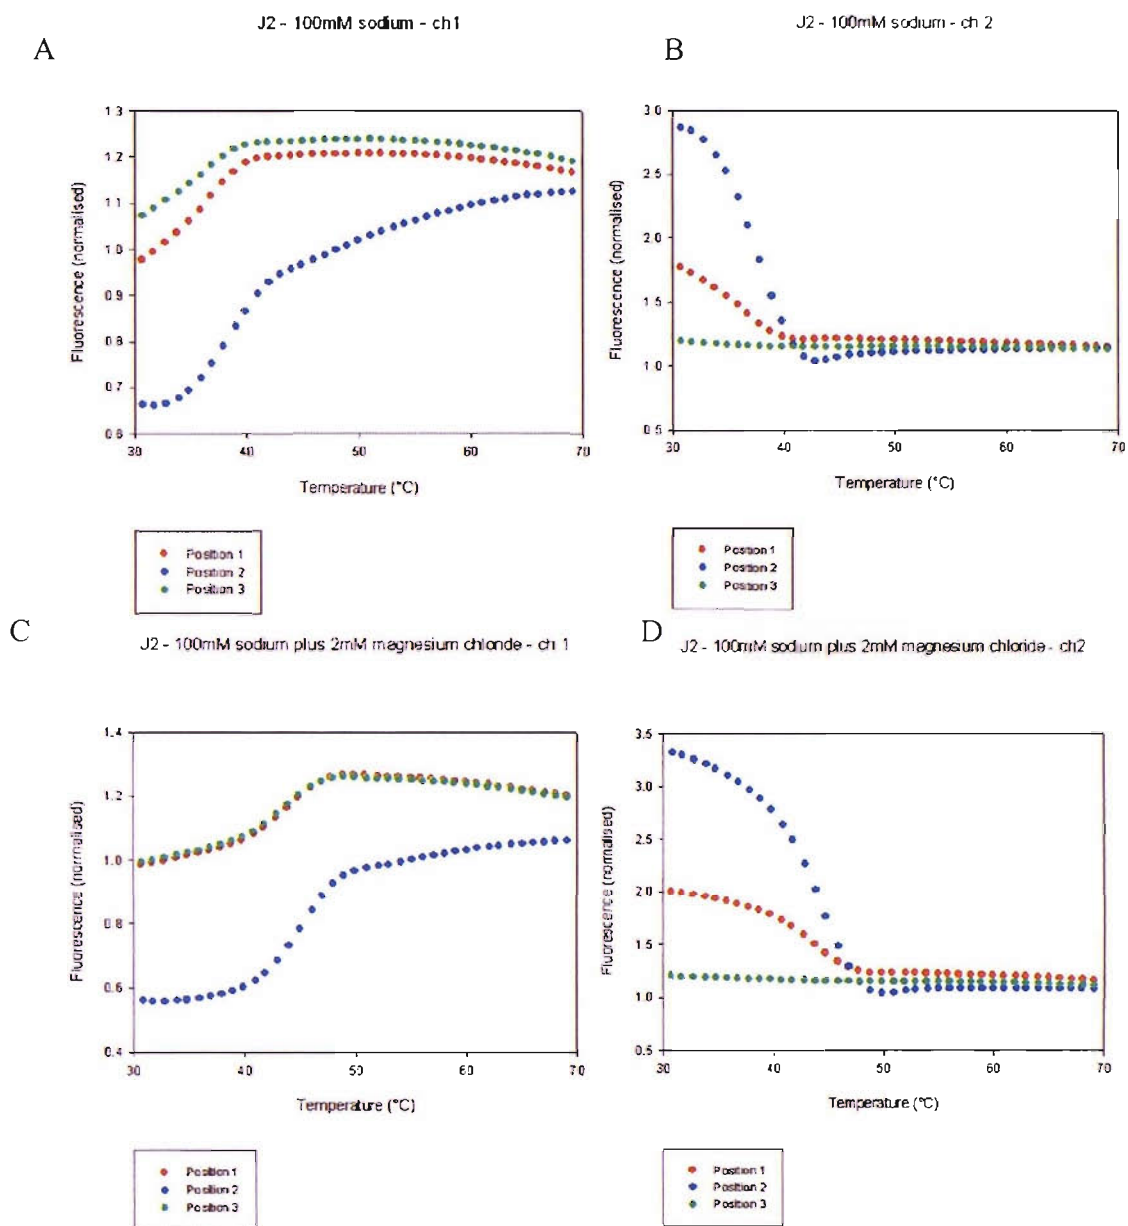 J2 - 100mM sodium - ch1
A
1.3
1.2
1.1
1.0
0.9
0.8
0.7
0.6
30
40
50
60
70
Fluorescence (normalised)
Temperature (°C)
Position 1
Position 2
Position 3
J2 - 100mM sodium - ch 2
B
3.0
2.5
2.0
1.5
1.0
0.5
30
40
50
60
70
Fluorescence (normalised)
Temperature (°C)
Position 1
Position 2
Position 3
C
J2 - 100mM sodium plus 2mM magnesium chloride - ch 1
1.4
1.2
1.0
0.8
0.6
0.4
30
40
50
60
70
Fluorescence (normalised)
Temperature (°C)
Position 1
Position 2
Position 3
D
J2 - 100mM sodium plus 2mM magnesium chloride - ch2
3.5
3.0
2.5
2.0
1.5
1.0
0.5
30
40
50
60
70
Fluorescence (normalised)
Temperature (°C)
Position 1
Position 2
Position 3